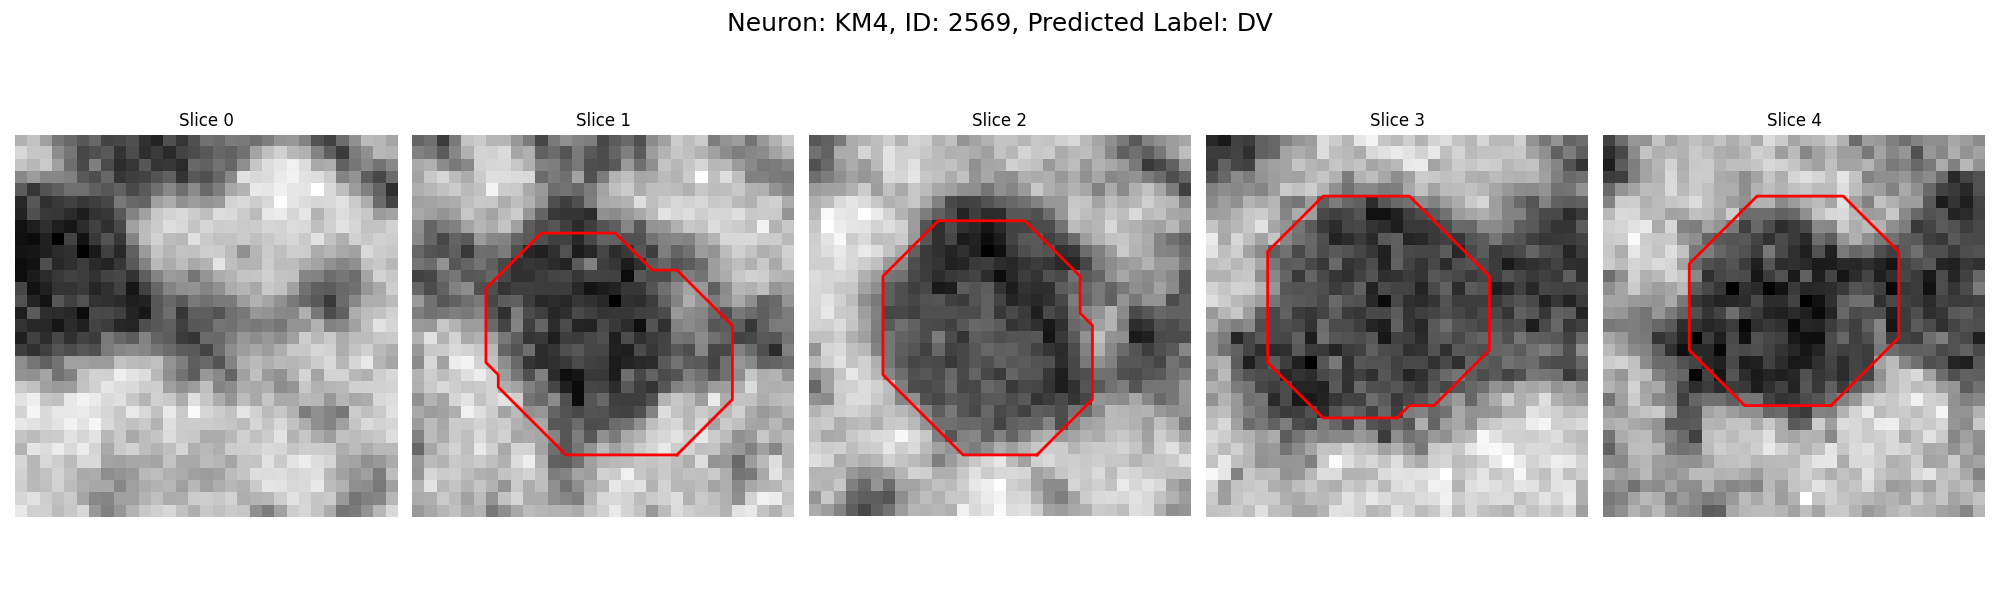 Neuron: KM4, ID: 2569, Predicted Label: DV
Slice 0
Slice 1
Slice 2
Slice 3
Slice 4